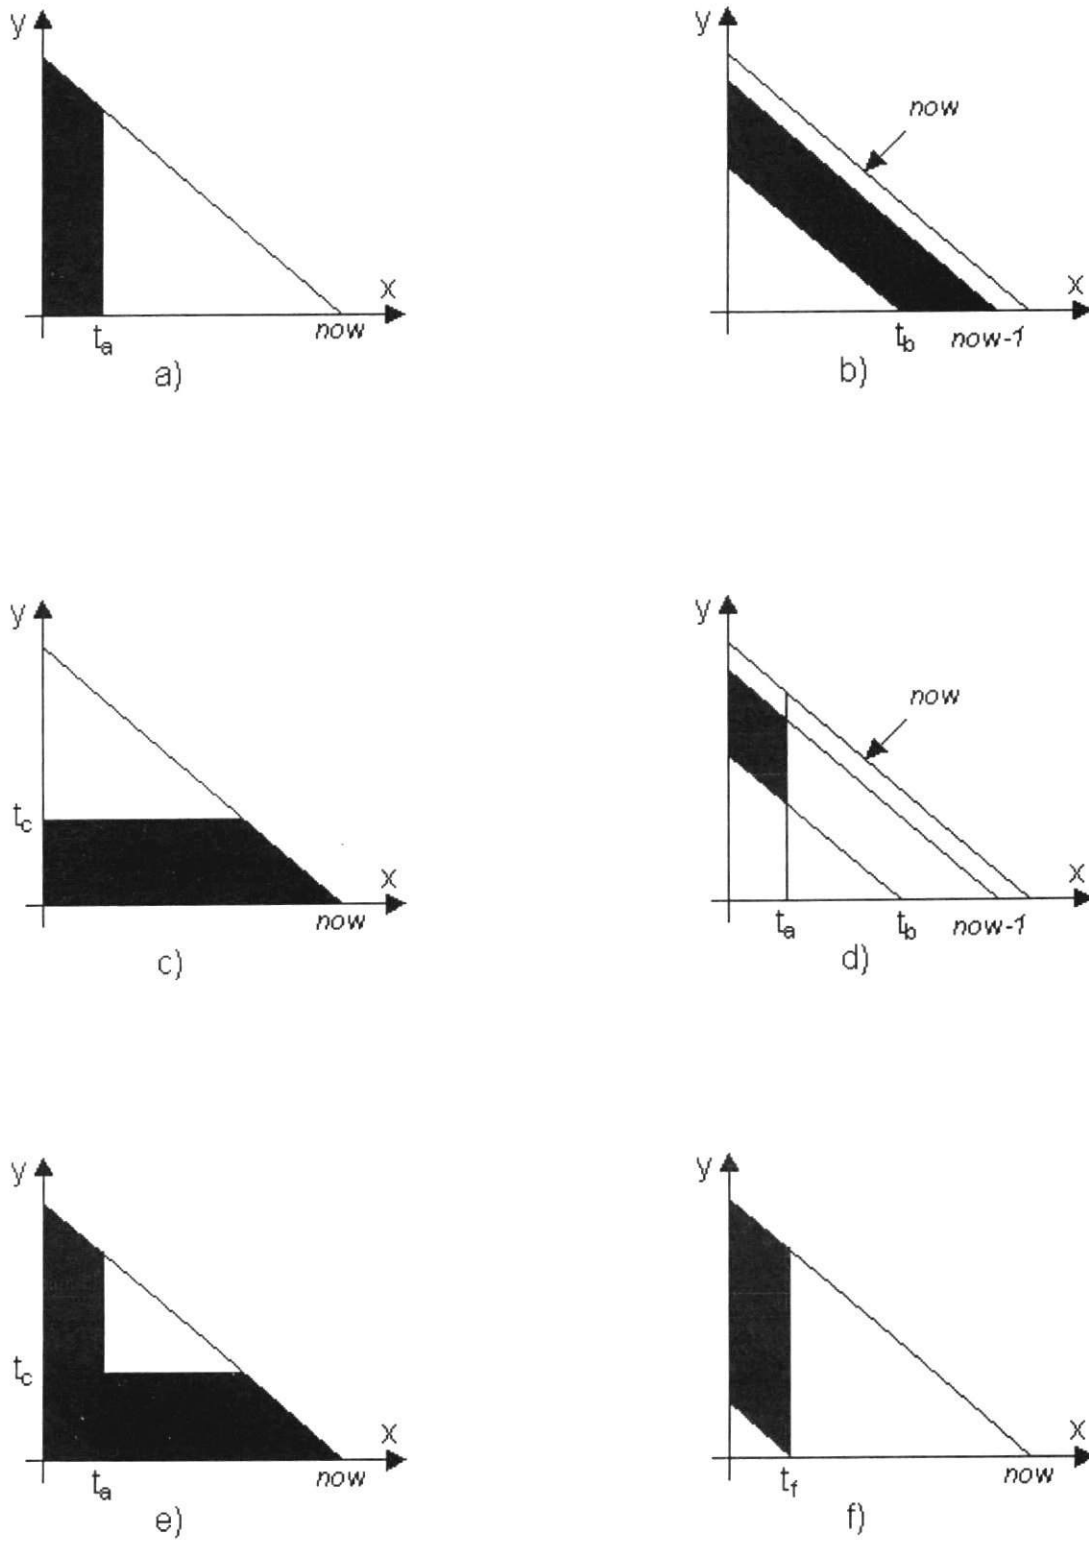 y
x
t_a
now
a)
y
now
x
t_b now-1
b)
y
t_c
x
now
c)
y
now
x
t_a t_b now-1
d)
y
t_c
x
t_a
now
e)
y
x
t_f
now
f)